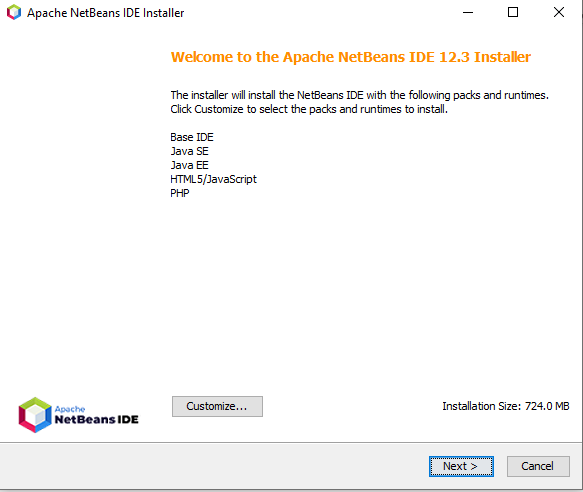 Apache NetBeans IDE Installer
Welcome to the Apache NetBeans IDE 12.3 Installer
The installer will install the NetBeans IDE with the following packs and runtimes.
Click Customize to select the packs and runtimes to install.
Base IDE
Java SE
Java EE
HTML5/JavaScript
PHP
Apache
NetBeans IDE
Customize...
Installation Size: 724.0 MB
Next >
Cancel